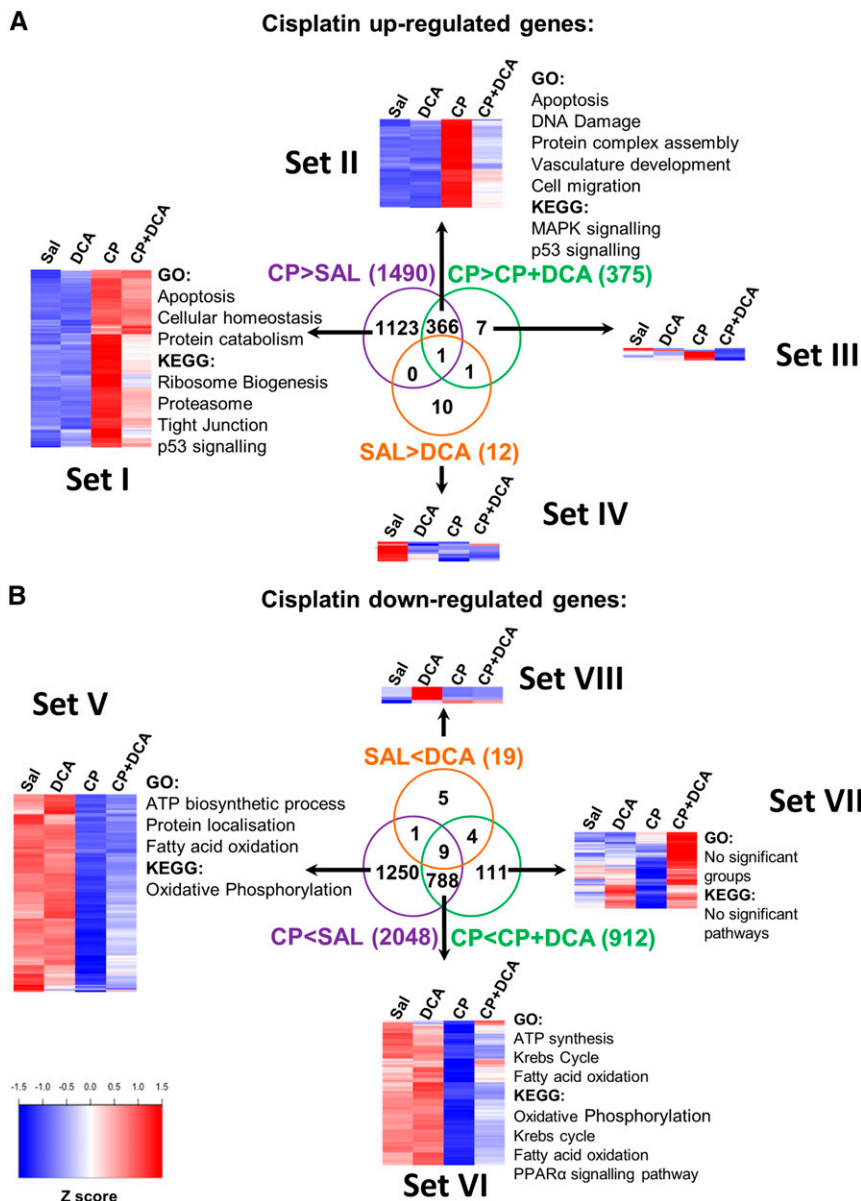 A
Cisplatin up-regulated genes:
Sal DCA CP CP+DCA
Set II
GO:
Apoptosis
DNA Damage
Protein complex assembly
Vasculature development
Cell migration
KEGG:
MAPK signalling
p53 signalling
Sal DCA CP CP+DCA
GO:
Apoptosis
Cellular homeostasis
Protein catabolism
KEGG:
Ribosome Biogenesis
Proteasome
Tight Junction
p53 signalling
Set I
CP>SAL (1490) CP>CP+DCA (375)
1123 366 7
1
0 1
10
SAL>DCA (12)
Sal DCA CP CP+DCA
Set III
Sal DCA CP CP+DCA
Set IV
B
Cisplatin down-regulated genes:
Sal DCA CP CP+DCA
Set VIII
Set V
Sal DCA CP CP+DCA
GO:
ATP biosynthetic process
Protein localisation
Fatty acid oxidation
KEGG:
Oxidative Phosphorylation
SAL<DCA (19)
5
1 4
9
1250 788 111
CP<SAL (2048) CP<CP+DCA (912)
Set VII
Sal DCA CP CP+DCA
GO:
No significant
groups
KEGG:
No significant
pathways
Sal DCA CP CP+DCA
GO:
ATP synthesis
Krebs Cycle
Fatty acid oxidation
KEGG:
Oxidative Phosphorylation
Krebs cycle
Fatty acid oxidation
PPARα signalling pathway
Set VI
-1.5 -1.0 -0.5 0.0 0.5 1.0 1.5
Z score